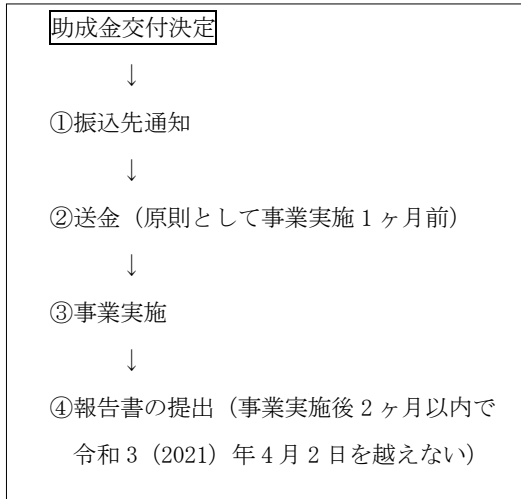 助成金交付決定
↓
①振込先通知
↓
②送金（原則として事業実施１ヶ月前）
↓
③事業実施
↓
④報告書の提出（事業実施後２ヶ月以内で
令和３（2021）年４月２日を越えない）